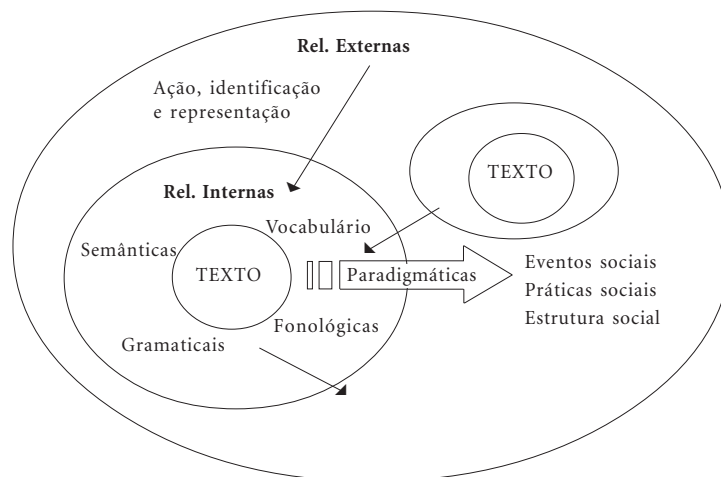 Rel. Externas
Ação, identificação
e representação
TEXTO
Rel. Internas
Vocabulário
Semânticas
TEXTO
Paradigmáticas
Eventos sociais
Práticas sociais
Estrutura social
Fonológicas
Gramaticais